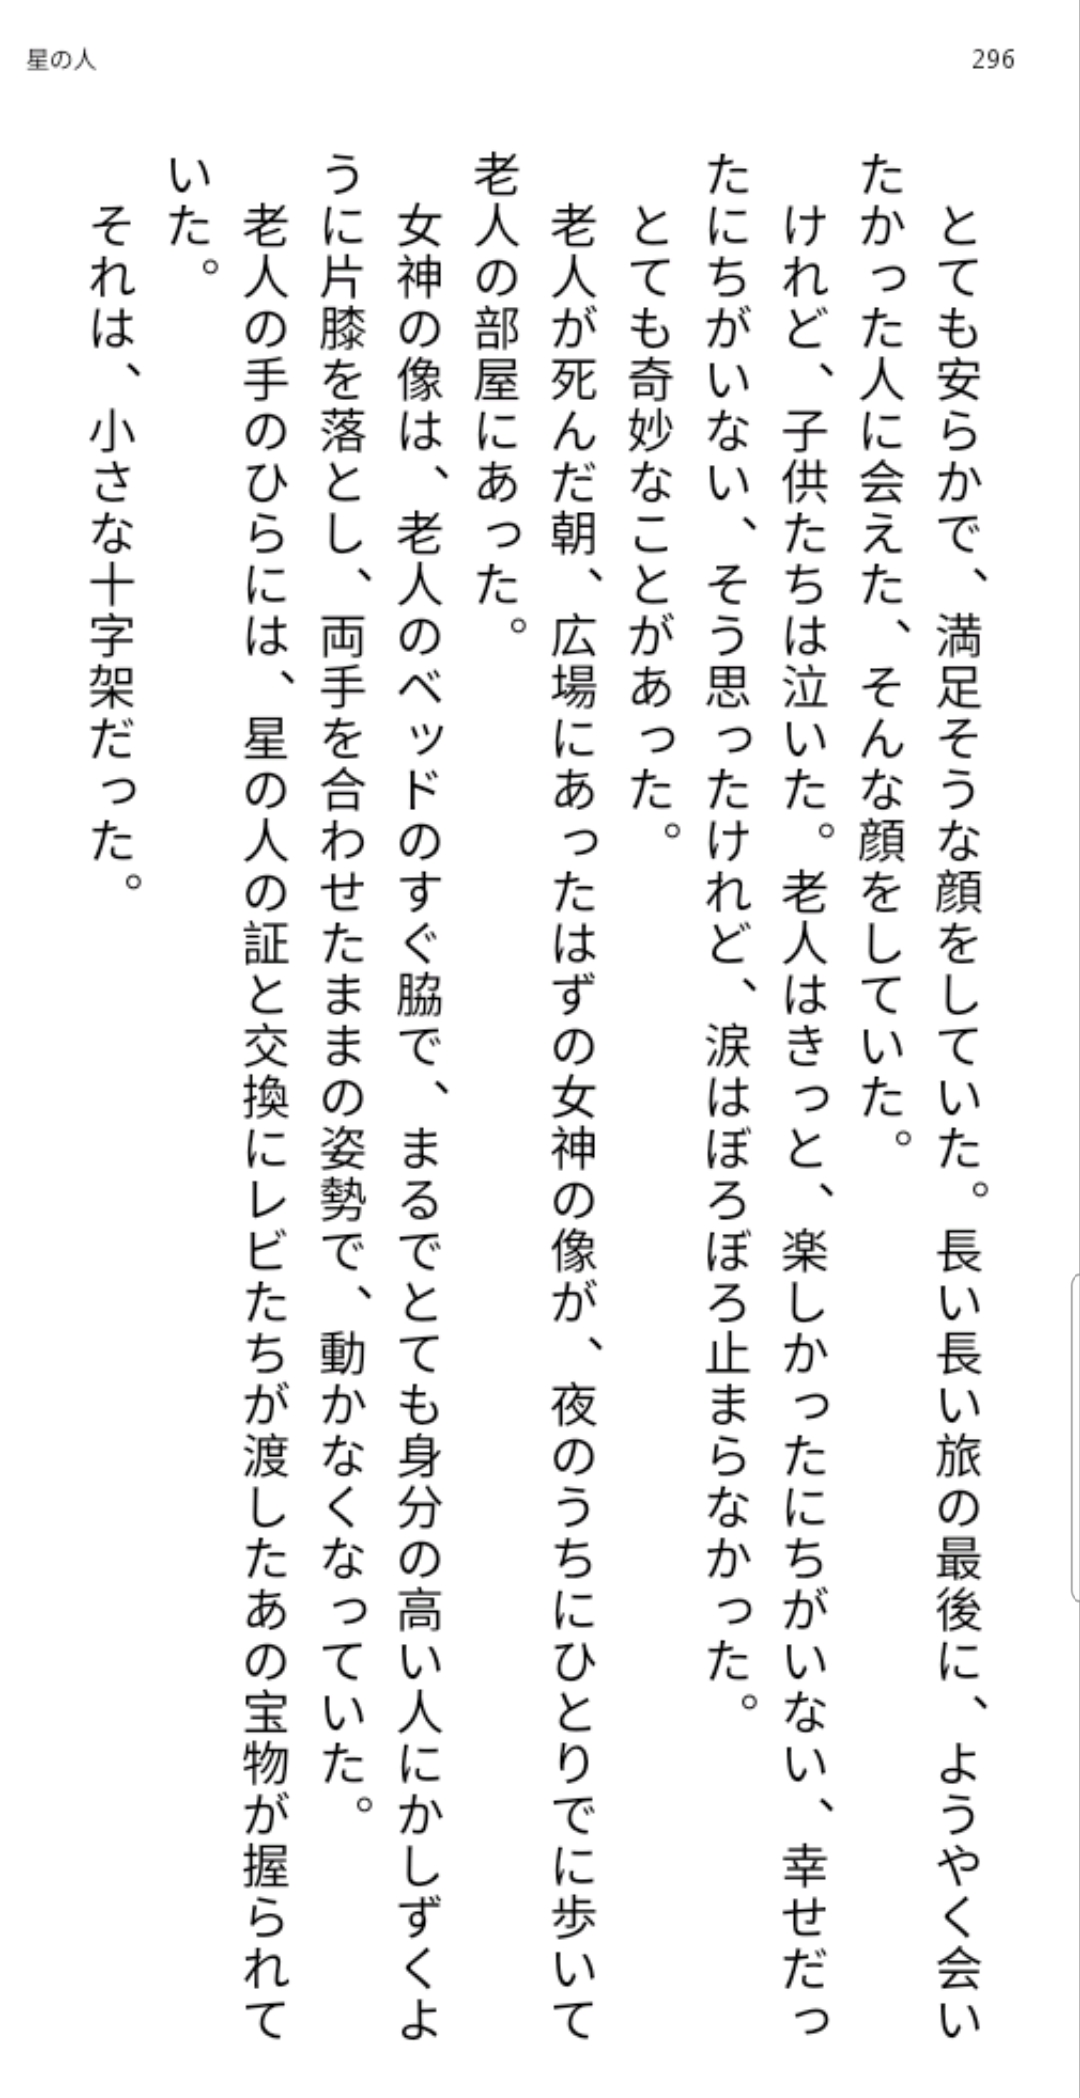 星の人
296
とても安らかで、満足そうな顔をしていた。長い長い旅の最後に、ようやく会い
たかった人に会えた、そんな顔をしていた。
けれど、子供たちは泣いた。老人はきっと、楽しかったにちがいない、幸せだっ
たにちがいない、そう思ったけれど、涙はぼろぼろ止まらなかった。
とても奇妙なことがあった。
老人が死んだ朝、広場にあったはずの女神の像が、夜のうちにひとりでに歩いて
老人の部屋にあった。
女神の像は、老人のベッドのすぐ脇で、まるでとても身分の高い人にかしずくよ
うに片膝を落とし、両手を合わせたままの姿勢で、動かなくなっていた。
老人の手のひらには、星の人の証と交換にレビたちが渡したあの宝物が握られて
いた。
それは、小さな十字架だった。